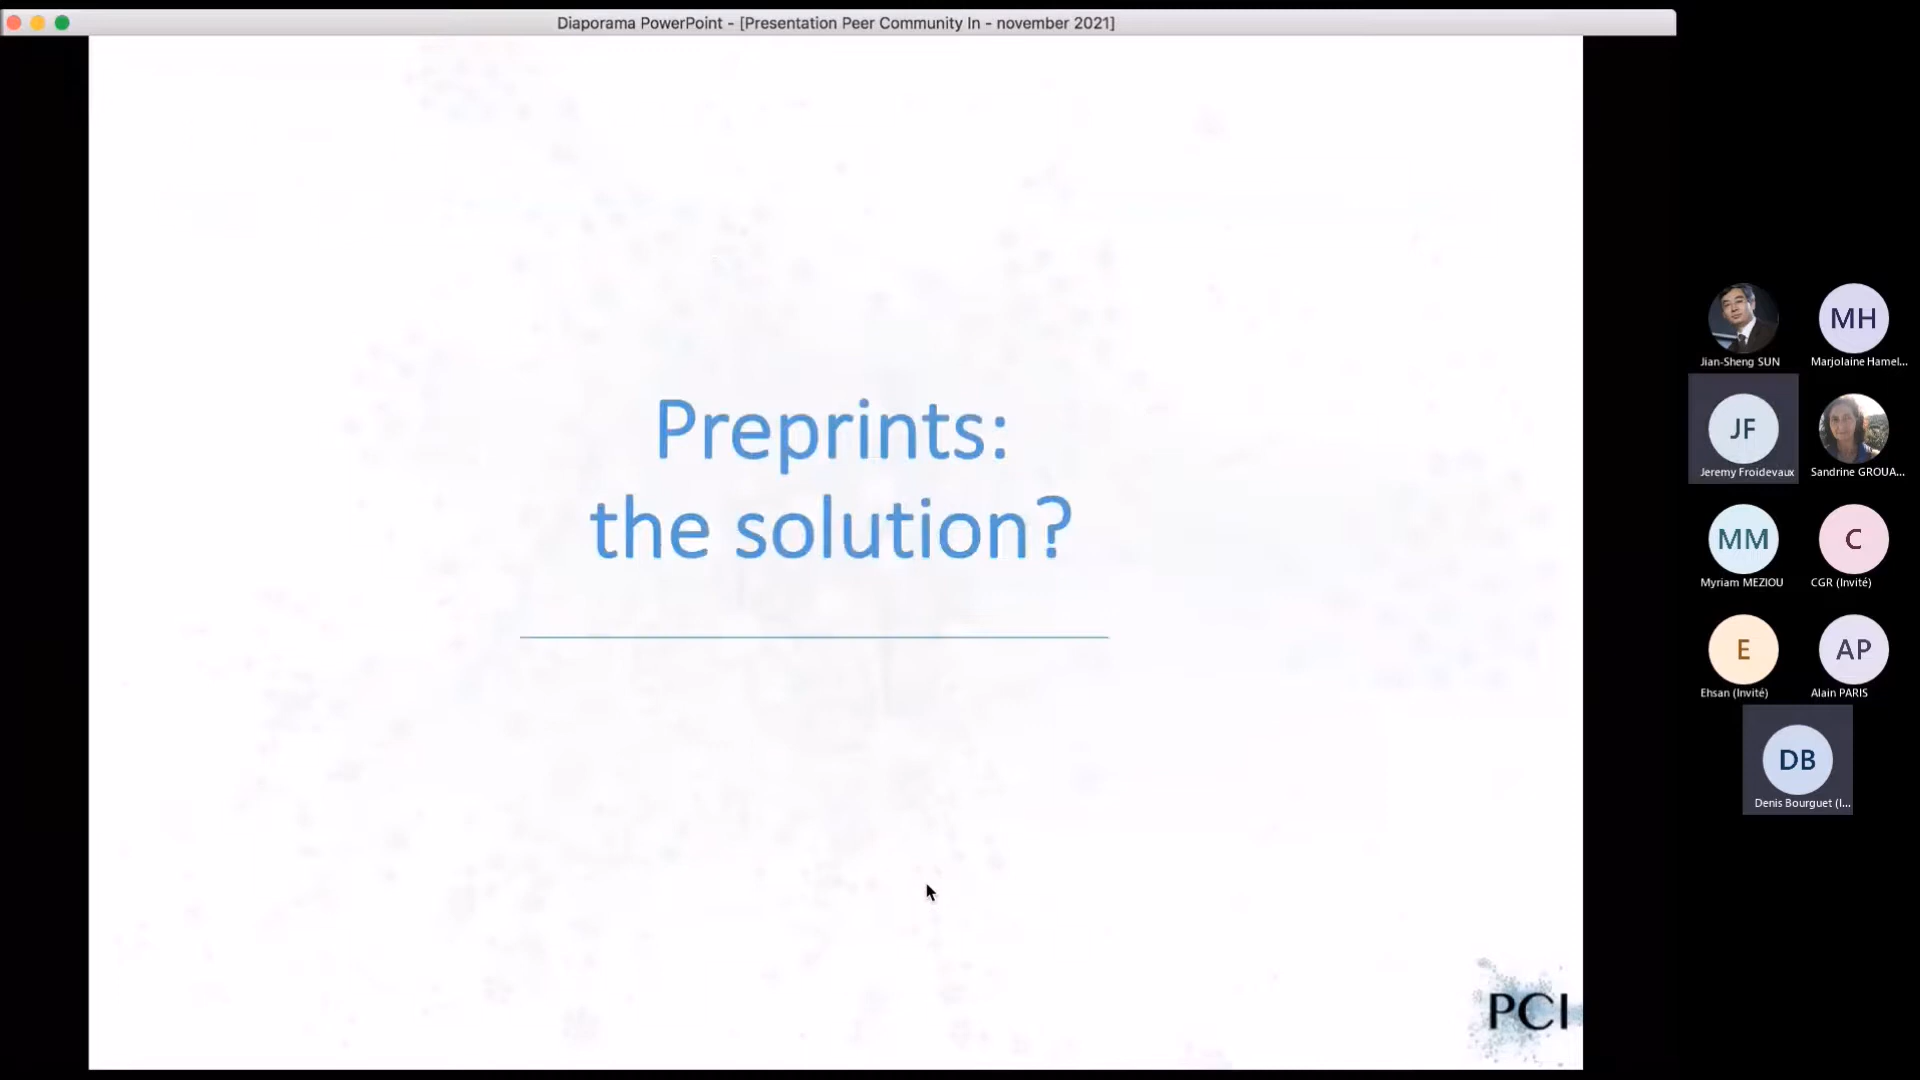 Diaporama PowerPoint - [Presentation Peer Community In - november 2021]
Preprints:
the solution?
PCI
Jian-Sheng SUN
MH
Marjolaine Hamel...
JF
Jeremy Froidevaux
Sandrine GROUA...
MM
Myriam MEZIOU
C
CGR (Invité)
E
Ehsan (Invité)
AP
Alain PARIS
DB
Denis Bourguet (I...